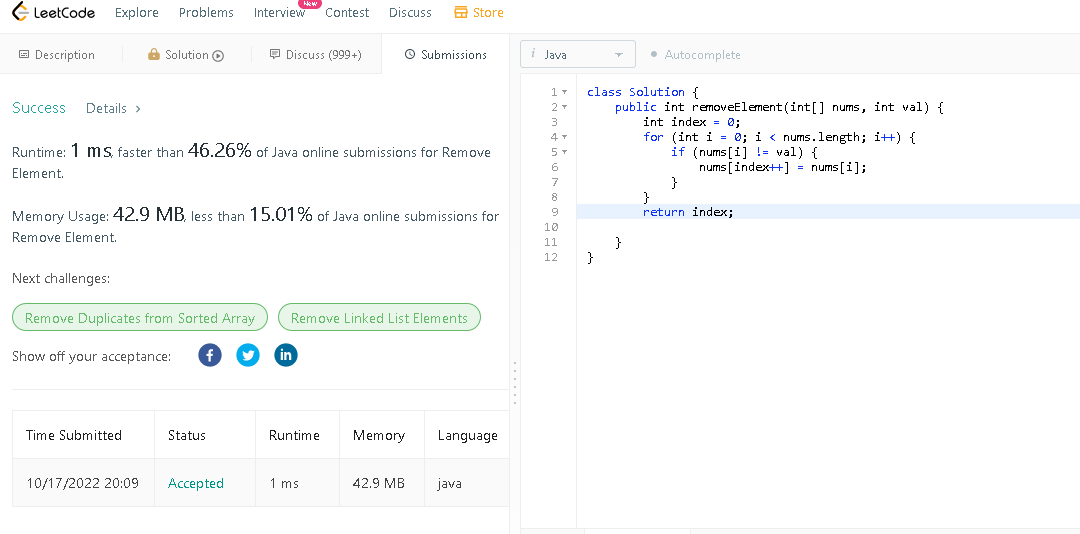 LeetCode Explore Problems Interview New Contest Discuss Store
Description Solution Discuss (999+) Submissions
i Java Autocomplete
Success Details >
Runtime: 1 ms, faster than 46.26% of Java online submissions for Remove
Element.
Memory Usage: 42.9 MB, less than 15.01% of Java online submissions for
Remove Element.
Next challenges:
Remove Duplicates from Sorted Array Remove Linked List Elements
Show off your acceptance:
Time Submitted Status Runtime Memory Language
10/17/2022 20:09 Accepted 1 ms 42.9 MB java
1 class Solution {
2 public int removeElement(int[] nums, int val) {
3 int index = 0;
4 for (int i = 0; i < nums.length; i++) {
5 if (nums[i] != val) {
6 nums[index++] = nums[i];
7 }
8 }
9 return index;
10
11 }
12 }